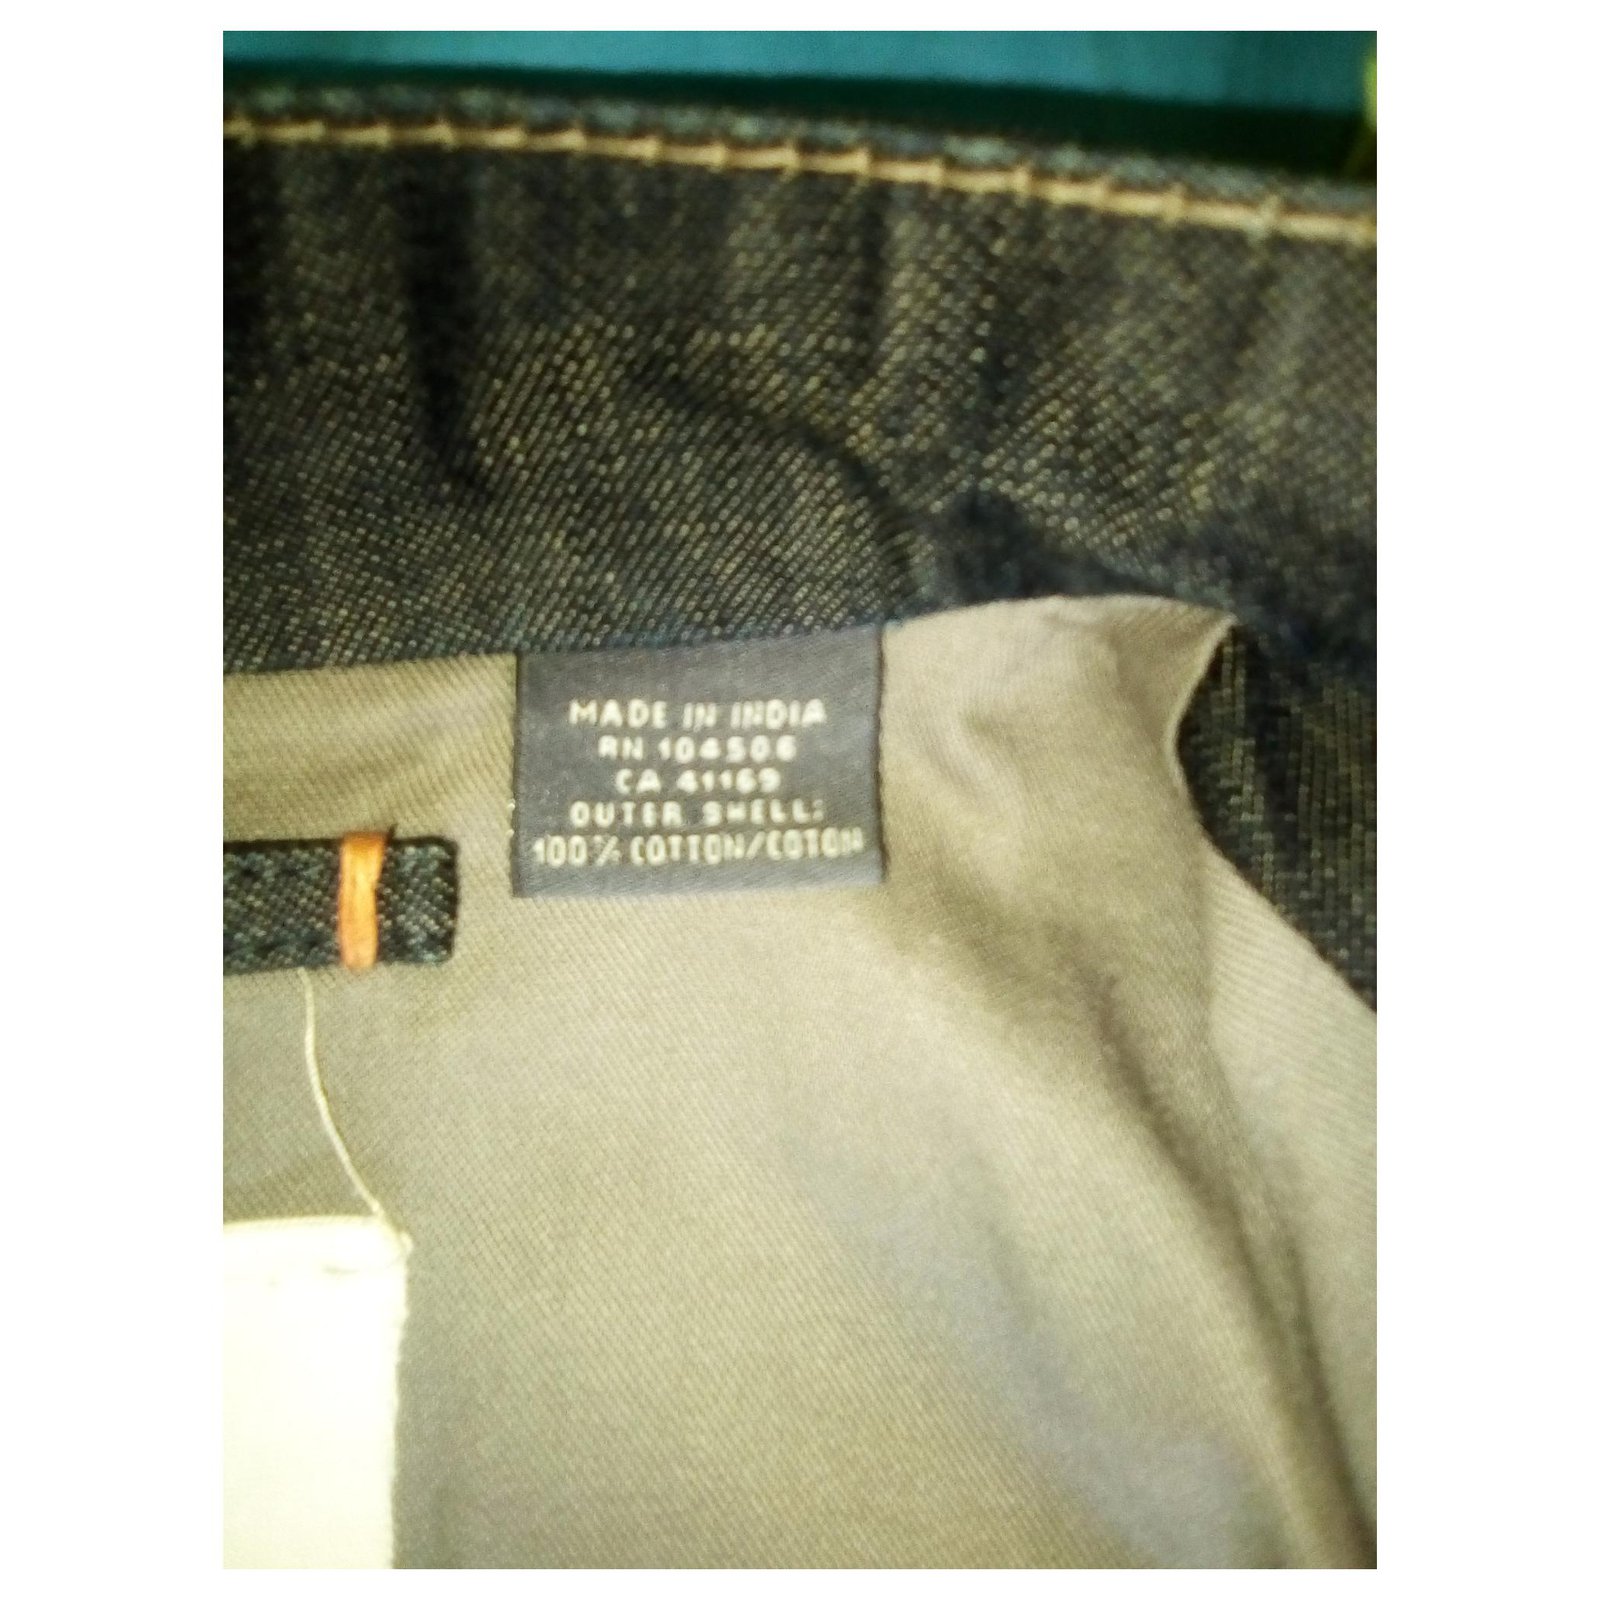 MADE IN INDIA
RN 104506
CA 41169
OUTER SHELL:
100% COTTON/COTON